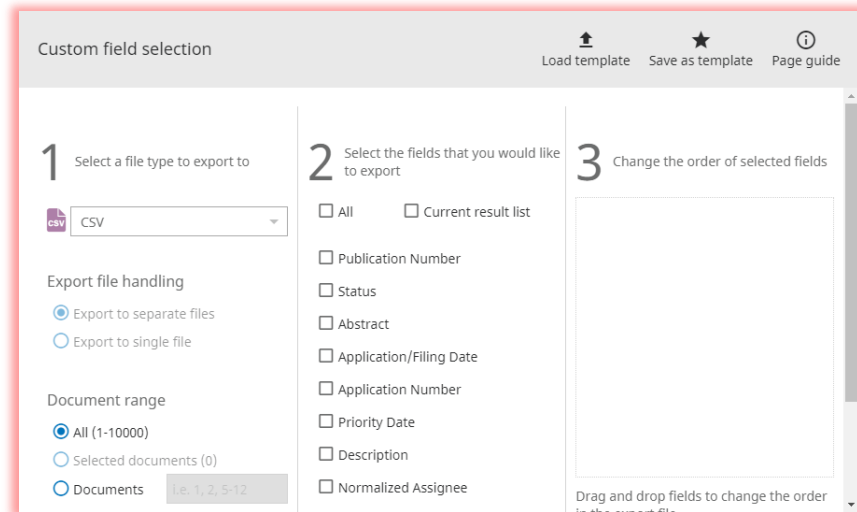 Custom field selection
Load template
Save as template
Page guide
1
Select a file type to export to
CSV
CSV
Export file handling
Export to separate files
Export to single file
Document range
All (1-10000)
Selected documents (0)
Documents
i.e. 1, 2, 5-12
2
Select the fields that you would like
to export
All
Current result list
Publication Number
Status
Abstract
Application/Filing Date
Application Number
Priority Date
Description
Normalized Assignee
3
Change the order of selected fields
Drag and drop fields to change the order
in the export file